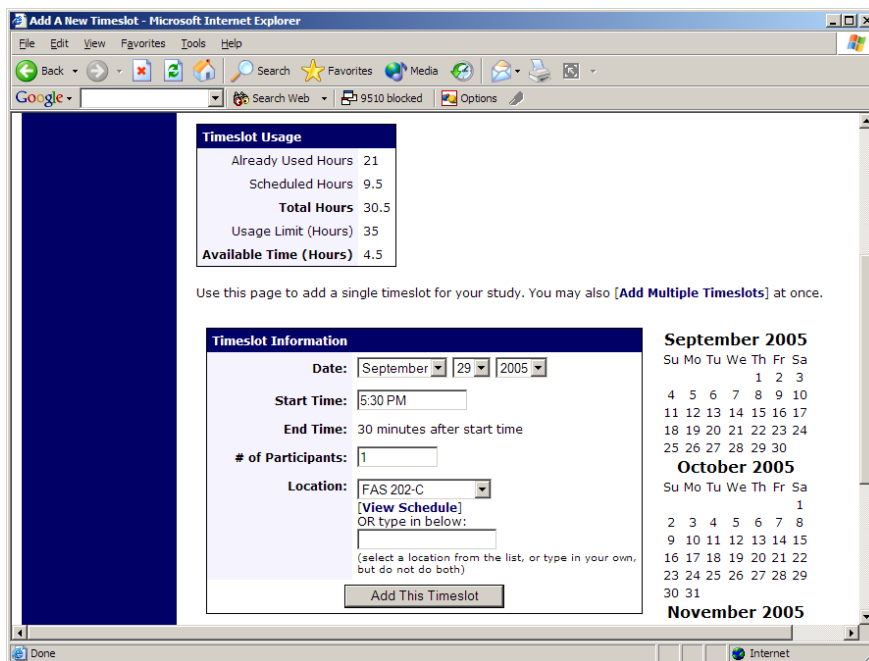 Add A New Timeslot - Microsoft Internet Explorer
File Edit View Favorites Tools Help
Back Search Favorites Media
Google Search Web 9510 blocked Options
Timeslot Usage
Already Used Hours 21
Scheduled Hours 9.5
Total Hours 30.5
Usage Limit (Hours) 35
Available Time (Hours) 4.5
Use this page to add a single timeslot for your study. You may also [Add Multiple Timeslots] at once.
Timeslot Information
Date: September 29 2005
Start Time: 5:30 PM
End Time: 30 minutes after start time
# of Participants: 1
Location: FAS 202-C
[View Schedule]
OR type in below:
(select a location from the list, or type in your own,
but do not do both)
Add This Timeslot
September 2005
Su Mo Tu We Th Fr Sa
1 2 3
4 5 6 7 8 9 10
11 12 13 14 15 16 17
18 19 20 21 22 23 24
25 26 27 28 29 30
October 2005
Su Mo Tu We Th Fr Sa
1
2 3 4 5 6 7 8
9 10 11 12 13 14 15
16 17 18 19 20 21 22
23 24 25 26 27 28 29
30 31
November 2005
Done Internet